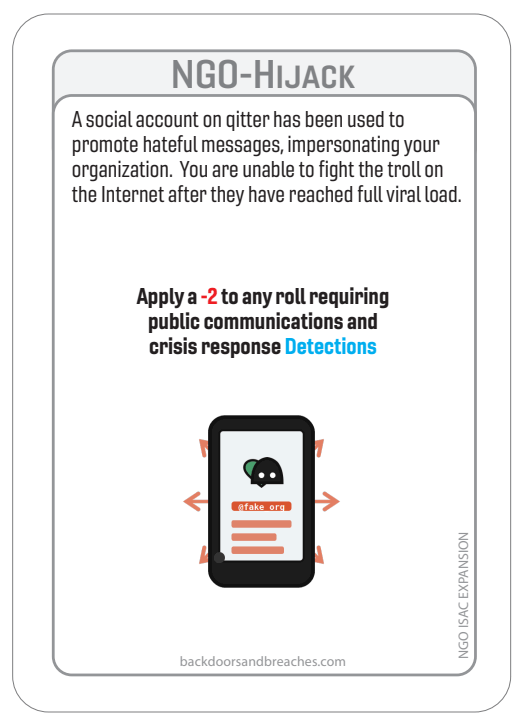 NGO-Hijack
A social account on qitter has been used to
promote hateful messages, impersonating your
organization. You are unable to fight the troll on
the Internet after they have reached full viral load.
Apply a -2 to any roll requiring
public communications and
crisis response Detections
@fake org
NGO ISAC EXPANSION
backdoorsandbreaches.com